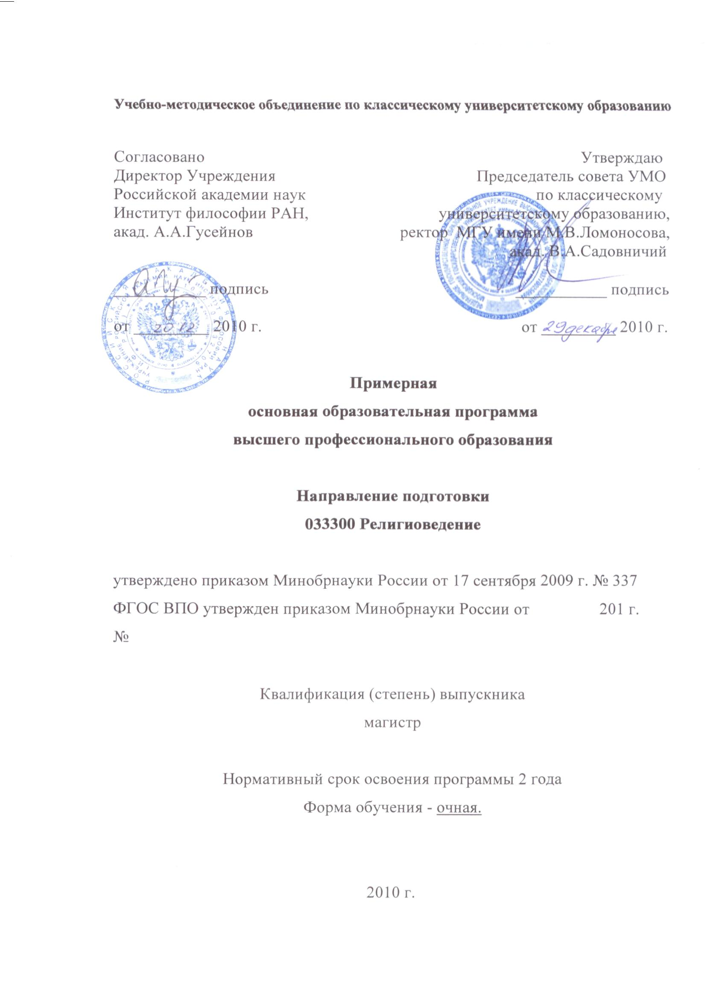 Учебно-методическое объединение по классическому университетскому образованию
Согласовано
Директор Учреждения
Российской академии наук
Институт философии РАН,
акад. А.А.Гусейнов
подпись
от 20.12 2010 г.
Утверждаю
Председатель совета УМО
по классическому
университетскому образованию,
ректор МГУ имени М.В.Ломоносова,
акад. В.А.Садовничий
подпись
от 29 декабря 2010 г.
Примерная
основная образовательная программа
высшего профессионального образования
Направление подготовки
033300 Религиоведение
утверждено приказом Минобрнауки России от 17 сентября 2009 г. № 337
ФГОС ВПО утвержден приказом Минобрнауки России от 201 г.
№
Квалификация (степень) выпускника
магистр
Нормативный срок освоения программы 2 года
Форма обучения - очная.
2010 г.